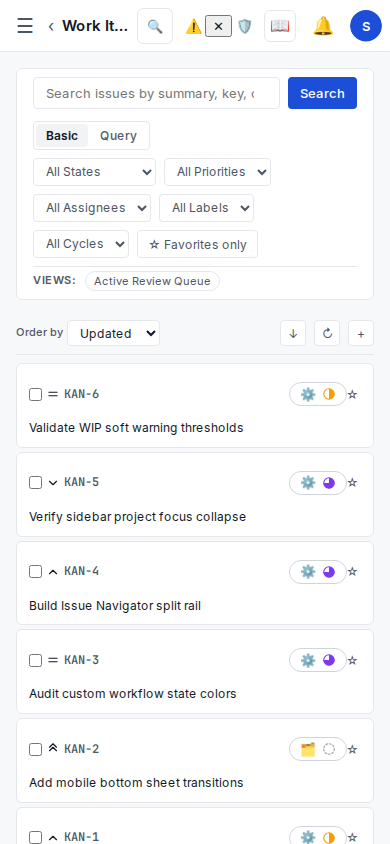 Work It...
S
Search issues by summary, key, c
Search
Basic Query
All States All Priorities
All Assignees All Labels
All Cycles ☆ Favorites only
VIEWS: Active Review Queue
Order by Updated
KAN-6
Validate WIP soft warning thresholds
KAN-5
Verify sidebar project focus collapse
KAN-4
Build Issue Navigator split rail
KAN-3
Audit custom workflow state colors
KAN-2
Add mobile bottom sheet transitions
KAN-1